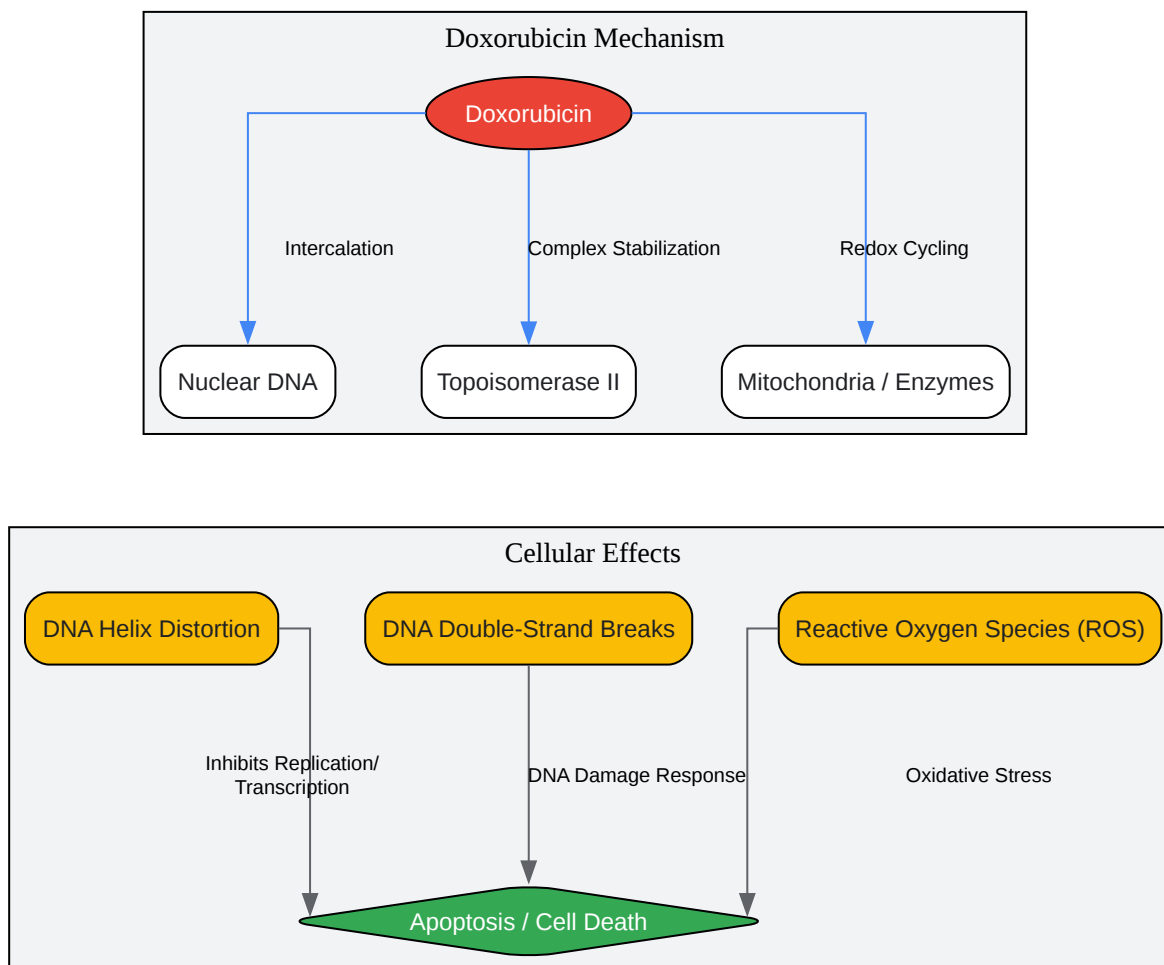 Doxorubicin Mechanism
Doxorubicin
Intercalation
Complex Stabilization
Redox Cycling
Nuclear DNA
Topoisomerase II
Mitochondria / Enzymes
Cellular Effects
DNA Helix Distortion
DNA Double-Strand Breaks
Reactive Oxygen Species (ROS)
Inhibits Replication/
Transcription
DNA Damage Response
Oxidative Stress
Apoptosis / Cell Death